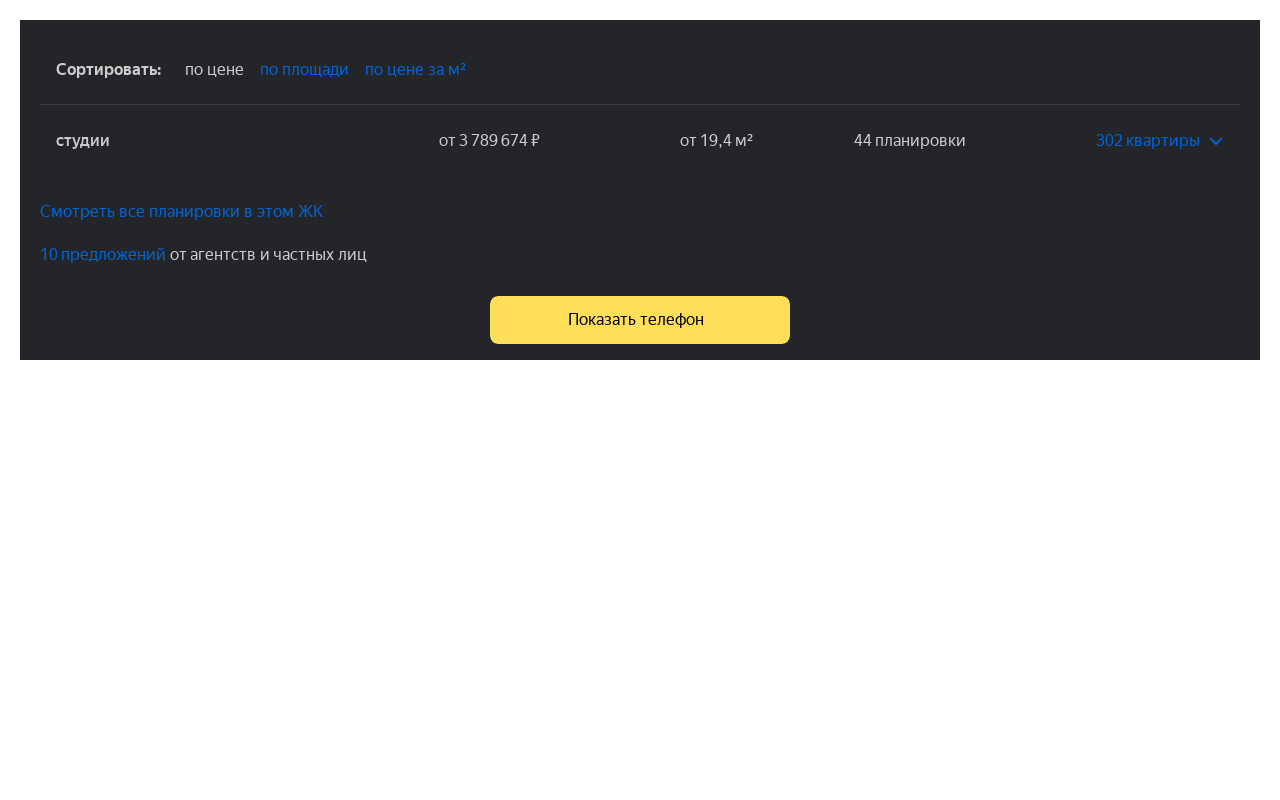 Сортировать: по цене по площади по цене за м²
студии от 3 789 674 ₽ от 19,4 м² 44 планировки 302 квартиры
Смотреть все планировки в этом ЖК
10 предложений от агентств и частных лиц
Показать телефон